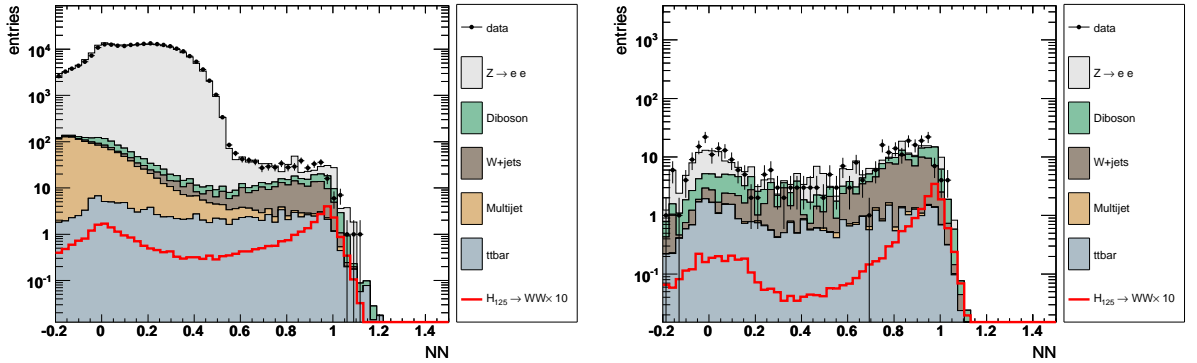 entries
10⁴
10³
10²
10
1
10⁻¹
-0.2 0 0.2 0.4 0.6 0.8 1 1.2 1.4
NN
data
Z → e e
Diboson
W+jets
Multijet
ttbar
H₁₂₅ → WW× 10
entries
10³
10²
10
1
10⁻¹
-0.2 0 0.2 0.4 0.6 0.8 1 1.2 1.4
NN
data
Z → e e
Diboson
W+jets
Multijet
ttbar
H₁₂₅ → WW× 10